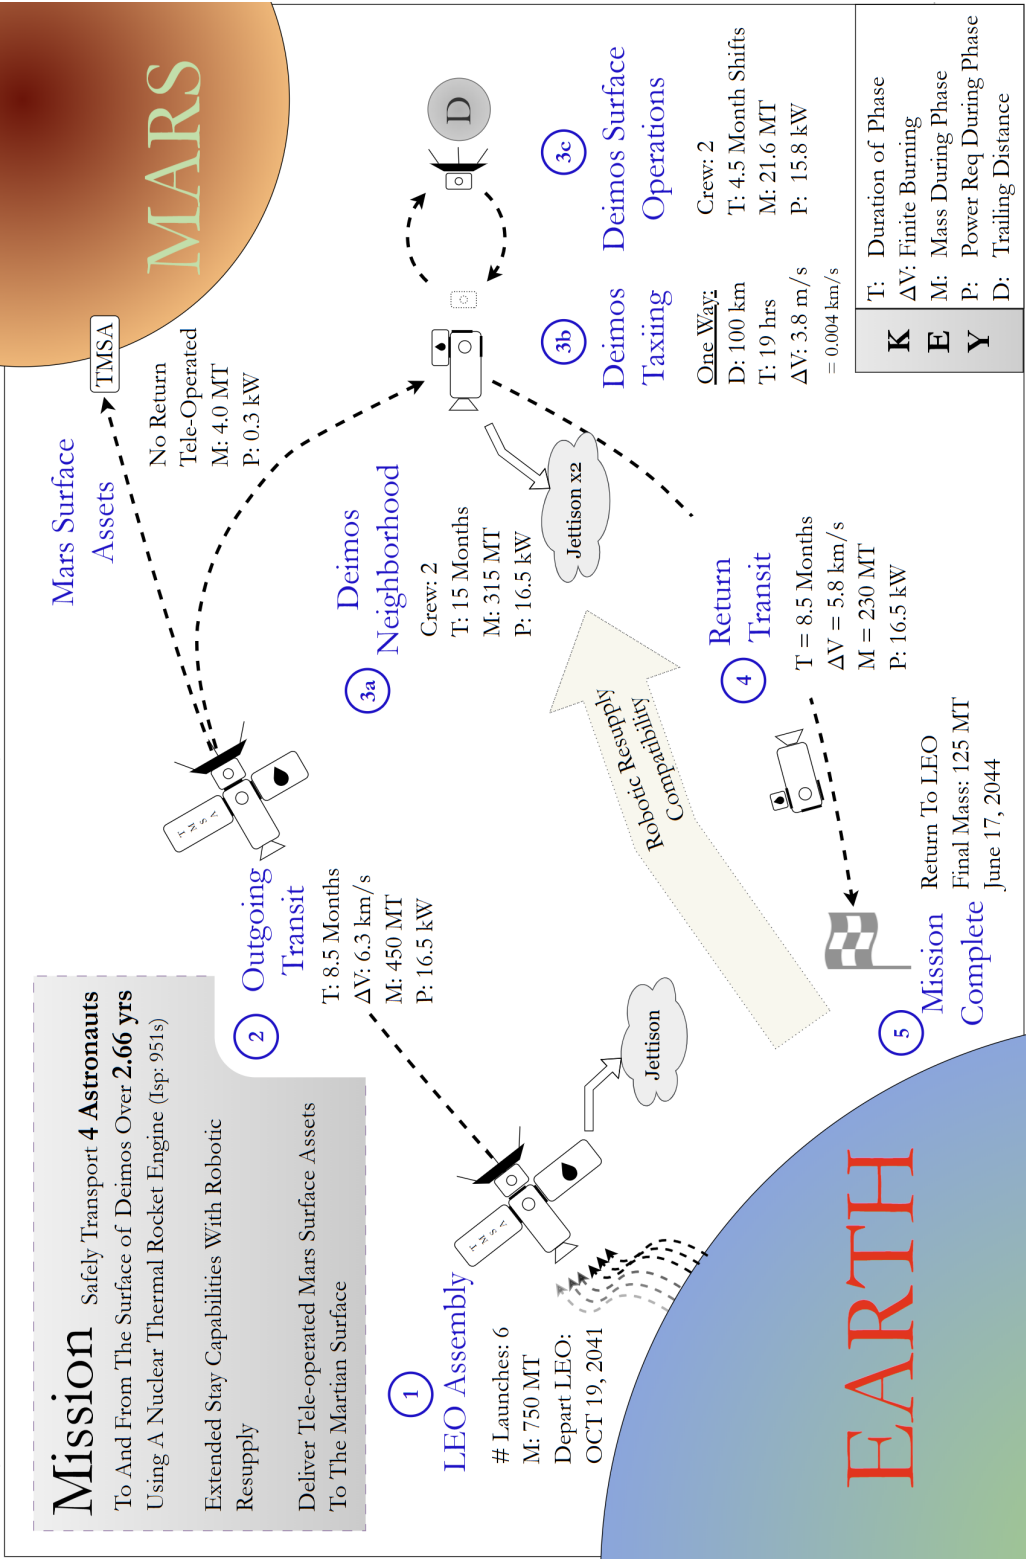 Mission Safely Transport 4 Astronauts
To And From The Surface of Deimos Over 2.66 yrs
Using A Nuclear Thermal Rocket Engine (Isp: 951s)
Extended Stay Capabilities With Robotic
Resupply
Deliver Tele-operated Mars Surface Assets
To The Martian Surface
1
LEO Assembly
# Launches: 6
M: 750 MT
Depart LEO:
OCT 19, 2041
TMSA
Jettison
EARTH
2
Outgoing
Transit
T: 8.5 Months
ΔV: 6.3 km/s
M: 450 MT
P: 16.5 kW
TMSA
Mars Surface
Assets
TMSA
No Return
Tele-Operated
M: 4.0 MT
P: 0.3 kW
MARS
3a
Deimos
Neighborhood
Crew: 2
T: 15 Months
M: 315 MT
P: 16.5 kW
Jettison x2
D
3b
Deimos
Taxiing
One Way:
D: 100 km
T: 19 hrs
ΔV: 3.8 m/s
= 0.004 km/s
3c
Deimos Surface
Operations
Crew: 2
T: 4.5 Month Shifts
M: 21.6 MT
P: 15.8 kW
Robotic Resupply
Compatibility
4
Return
Transit
T = 8.5 Months
ΔV = 5.8 km/s
M = 230 MT
P: 16.5 kW
5
Mission
Complete
Return To LEO
Final Mass: 125 MT
June 17, 2044
KEY
T: Duration of Phase
ΔV: Finite Burning
M: Mass During Phase
P: Power Req During Phase
D: Trailing Distance